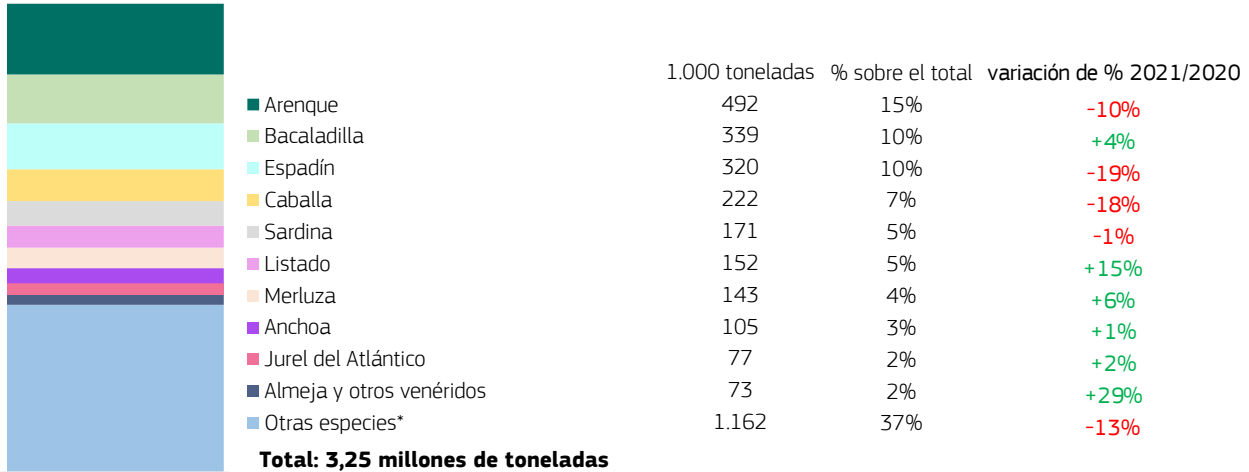 1.000 toneladas % sobre el total variación de % 2021/2020
Arenque 492 15% -10%
Bacaladilla 339 10% +4%
Espadín 320 10% -19%
Caballa 222 7% -18%
Sardina 171 5% -1%
Listado 152 5% +15%
Merluza 143 4% +6%
Anchoa 105 3% +1%
Jurel del Atlántico 77 2% +2%
Almeja y otros venéridos 73 2% +29%
Otras especies* 1.162 37% -13%
Total: 3,25 millones de toneladas